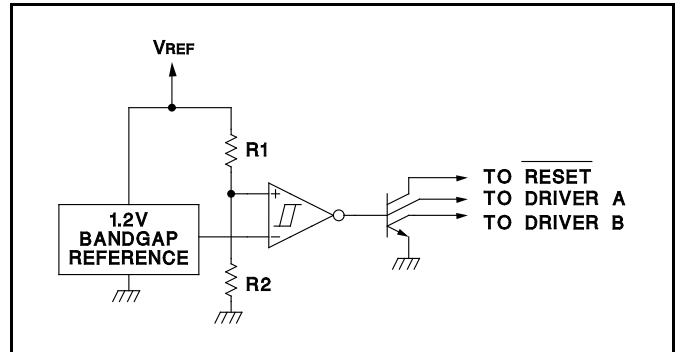 VREF
R1
+
TO RESET
TO DRIVER A
1.2V
BANDGAP
REFERENCE
−
TO DRIVER B
R2